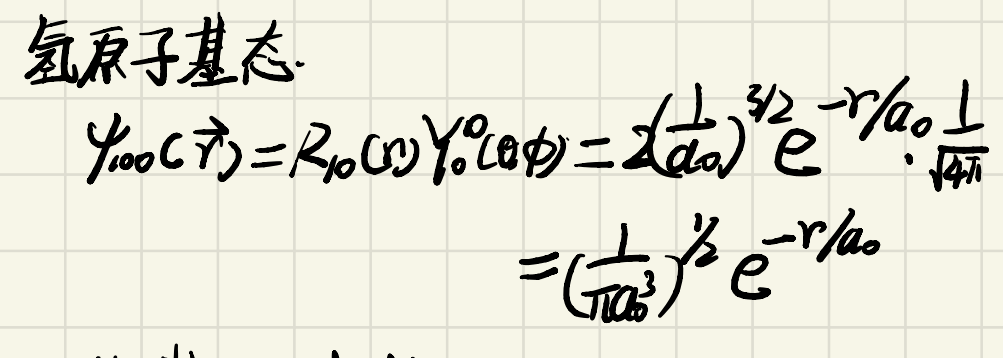 氢原子基态.
ψ₁₀₀(r⃗) = R₁₀(r)Y₀⁰(θ,φ) = 2(1/a₀)^{3/2} e^{-r/a₀} · 1/√4π
= (1/πa₀³)^{1/2} e^{-r/a₀}